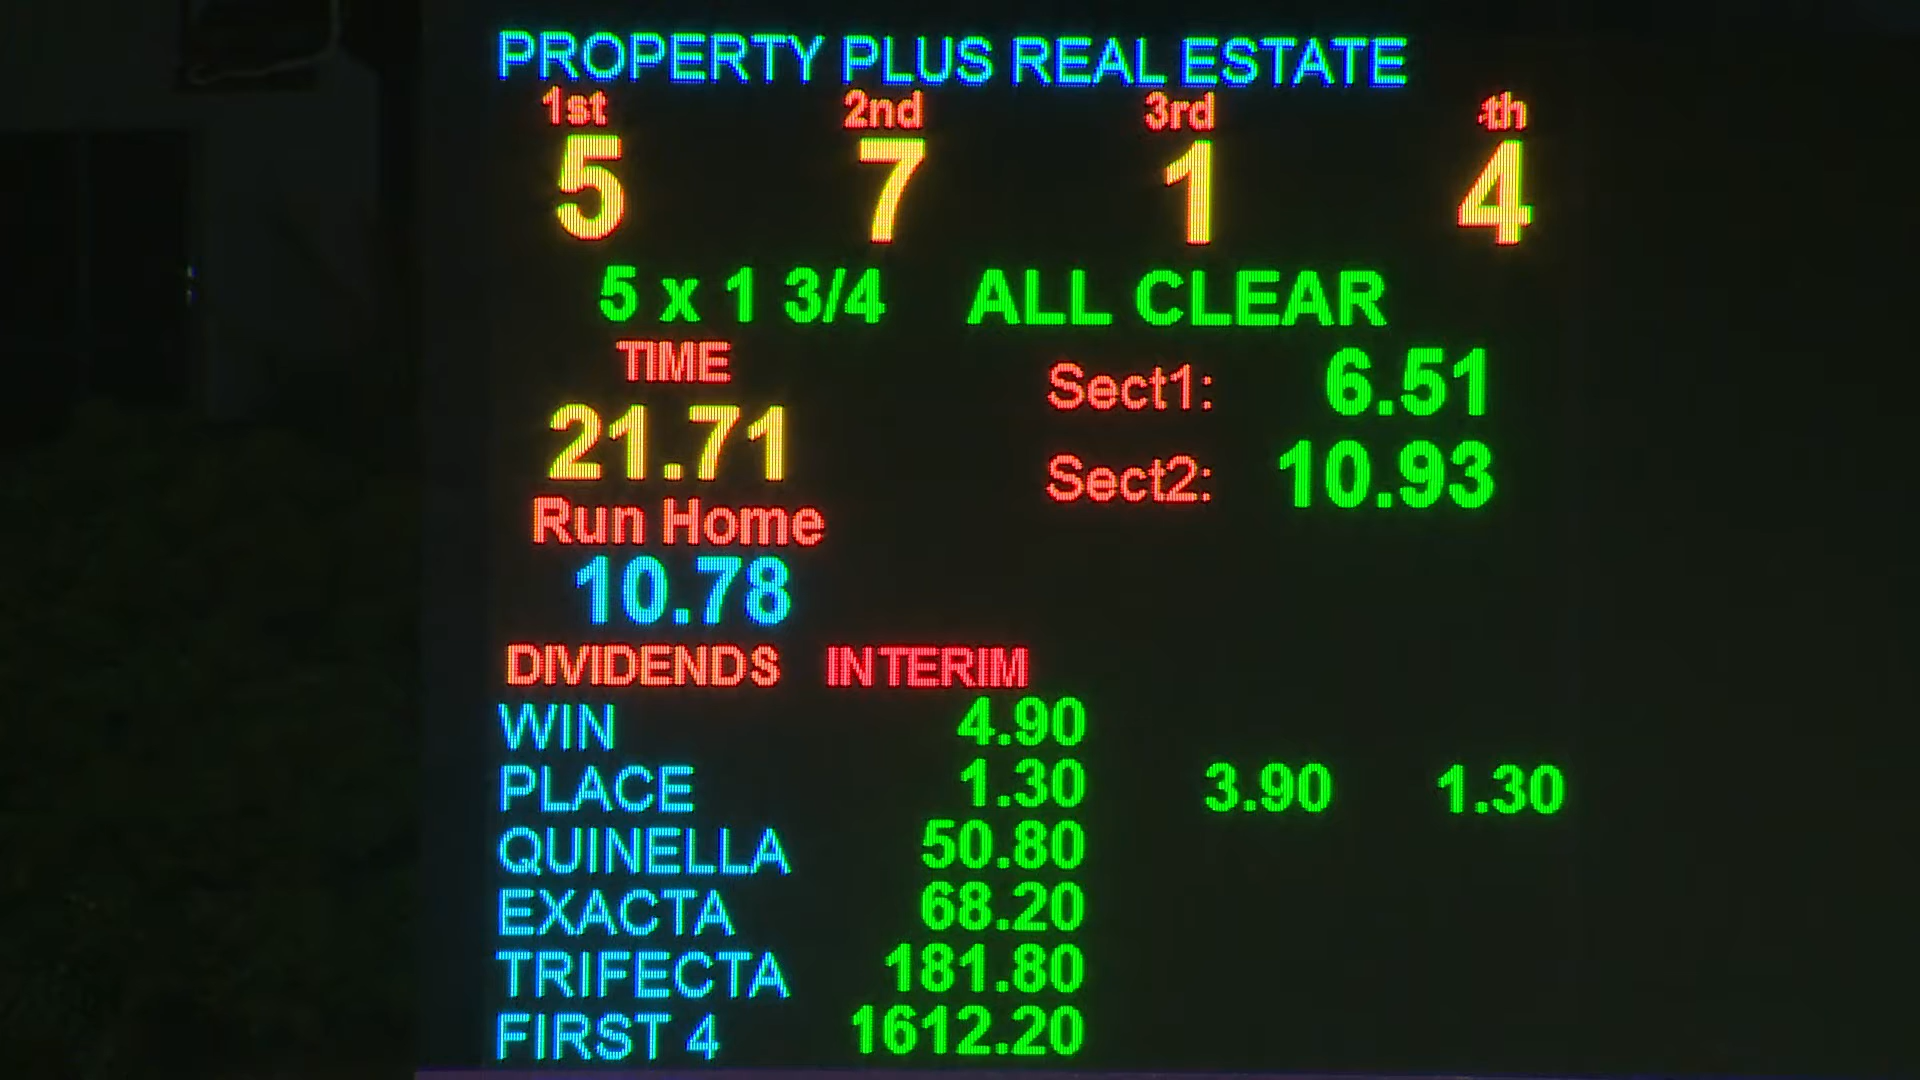 PROPERTY PLUS REAL ESTATE
1st 2nd 3rd th
5 7 1 4
5 x 1 3/4 ALL CLEAR
TIME Sect1: 6.51
21.71 Sect2: 10.93
Run Home
10.78
DIVIDENDS INTERIM
WIN 4.90
PLACE 1.30 3.90 1.30
QUINELLA 50.80
EXACTA 68.20
TRIFECTA 181.80
FIRST 4 1612.20